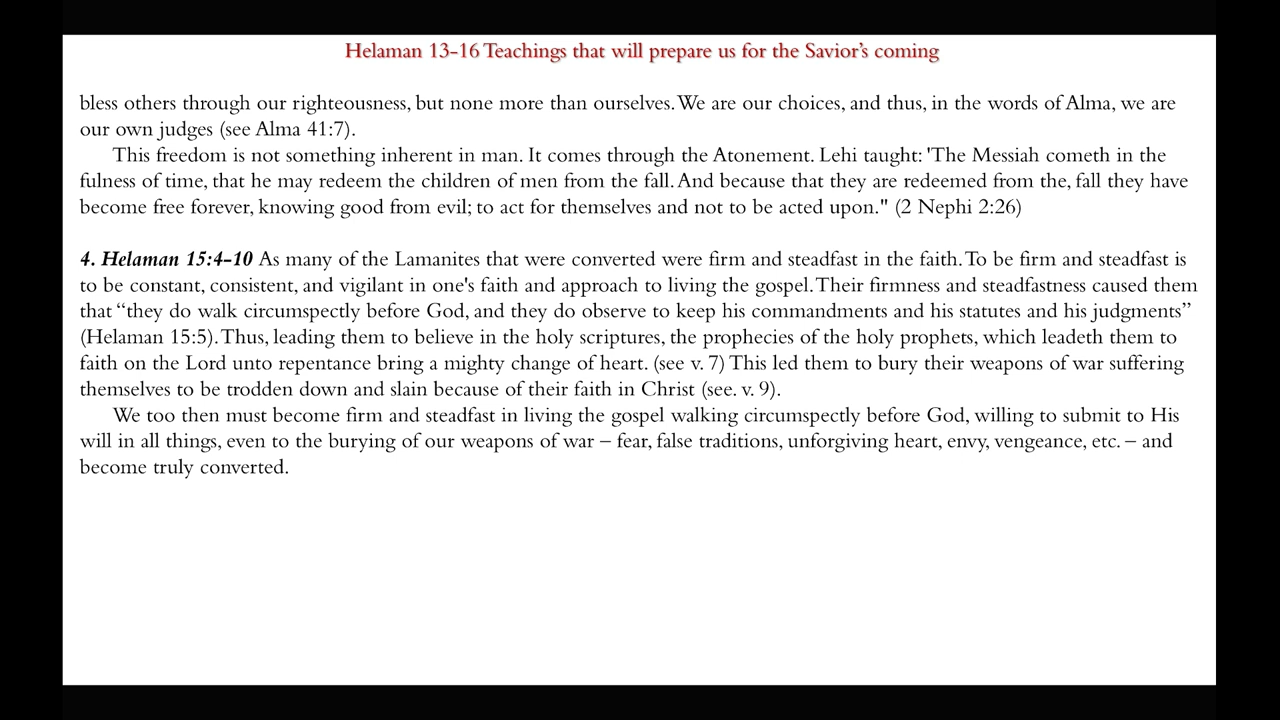 Helaman 13-16 Teachings that will prepare us for the Savior's coming
bless others through our righteousness, but none more than ourselves. We are our choices, and thus, in the words of Alma, we are
our own judges (see Alma 41:7).
This freedom is not something inherent in man. It comes through the Atonement. Lehi taught: 'The Messiah cometh in the
fulness of time, that he may redeem the children of men from the fall. And because that they are redeemed from the, fall they have
become free forever, knowing good from evil; to act for themselves and not to be acted upon." (2 Nephi 2:26)
4. Helaman 15:4-10 As many of the Lamanites that were converted were firm and steadfast in the faith. To be firm and steadfast is
to be constant, consistent, and vigilant in one's faith and approach to living the gospel. Their firmness and steadfastness caused them
that “they do walk circumspectly before God, and they do observe to keep his commandments and his statutes and his judgments”
(Helaman 15:5). Thus, leading them to believe in the holy scriptures, the prophecies of the holy prophets, which leadeth them to
faith on the Lord unto repentance bring a mighty change of heart. (see v. 7) This led them to bury their weapons of war suffering
themselves to be trodden down and slain because of their faith in Christ (see. v. 9).
We too then must become firm and steadfast in living the gospel walking circumspectly before God, willing to submit to His
will in all things, even to the burying of our weapons of war – fear, false traditions, unforgiving heart, envy, vengeance, etc. – and
become truly converted.